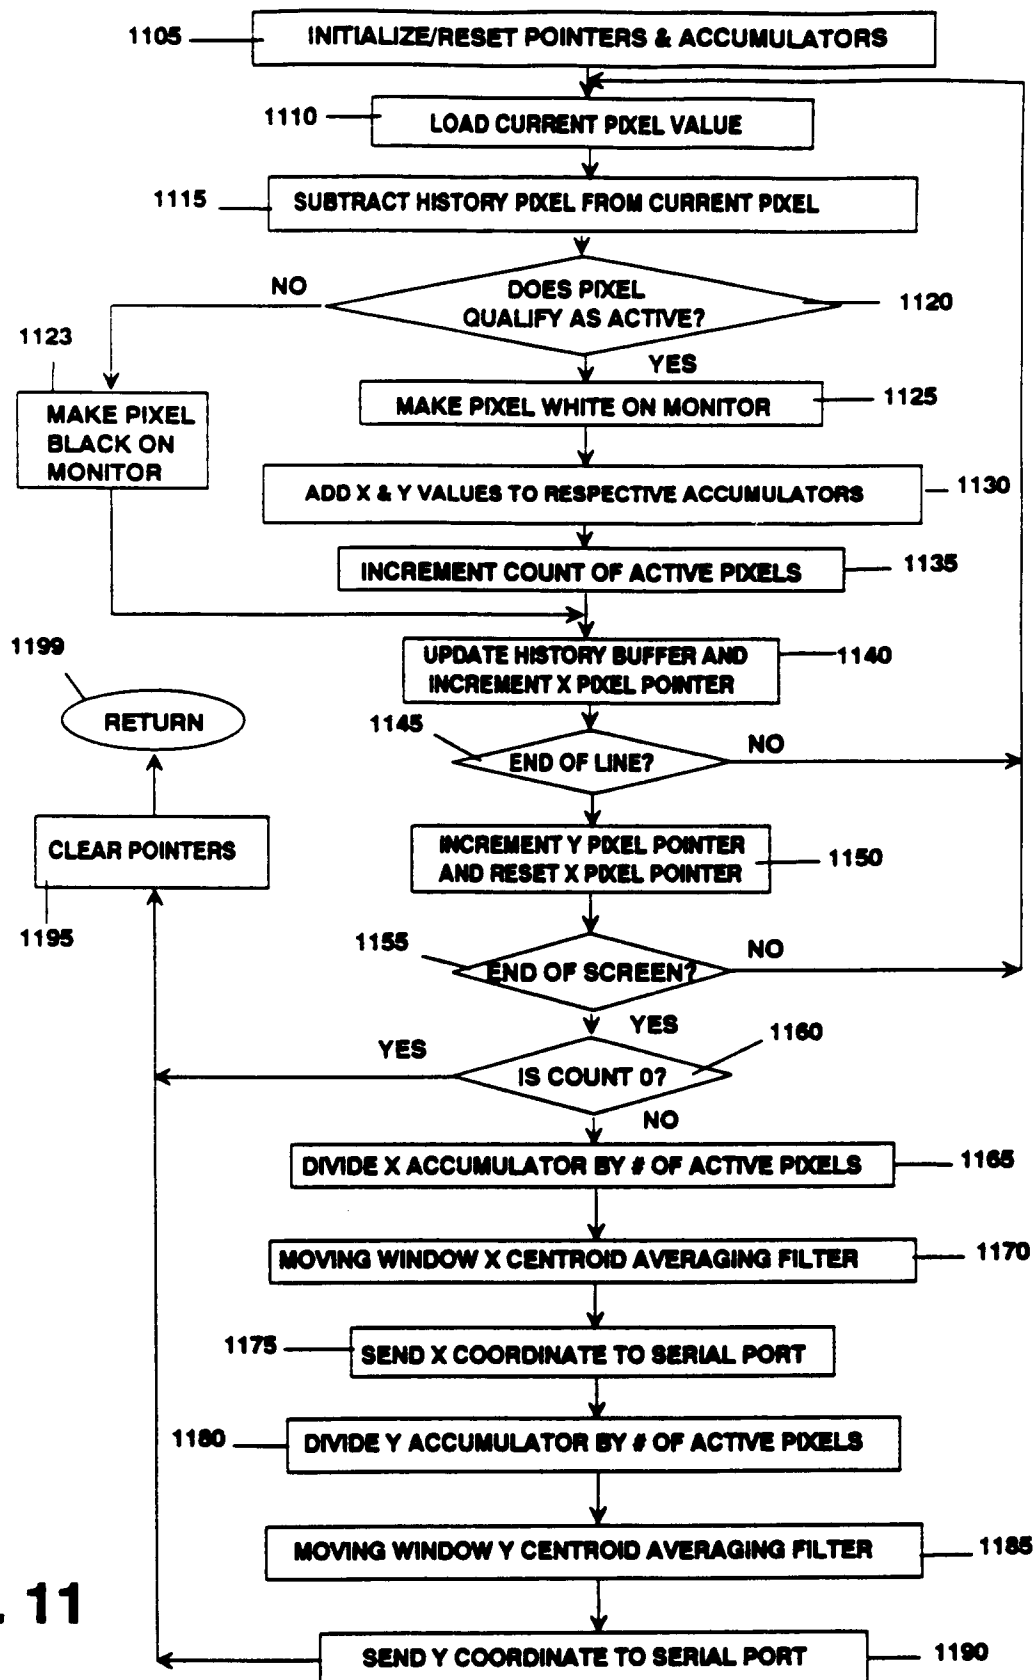 1105
INITIALIZE/RESET POINTERS & ACCUMULATORS
1110
LOAD CURRENT PIXEL VALUE
1115
SUBTRACT HISTORY PIXEL FROM CURRENT PIXEL
NO
DOES PIXEL
QUALIFY AS ACTIVE?
1120
YES
1123
MAKE PIXEL
BLACK ON
MONITOR
MAKE PIXEL WHITE ON MONITOR
1125
ADD X & Y VALUES TO RESPECTIVE ACCUMULATORS
1130
INCREMENT COUNT OF ACTIVE PIXELS
1135
1199
RETURN
UPDATE HISTORY BUFFER AND
INCREMENT X PIXEL POINTER
1140
1145
END OF LINE?
NO
CLEAR POINTERS
1195
INCREMENT Y PIXEL POINTER
AND RESET X PIXEL POINTER
1150
1155
END OF SCREEN?
NO
YES
YES
IS COUNT 0?
1160
NO
DIVIDE X ACCUMULATOR BY # OF ACTIVE PIXELS
1165
MOVING WINDOW X CENTROID AVERAGING FILTER
1170
1175
SEND X COORDINATE TO SERIAL PORT
1180
DIVIDE Y ACCUMULATOR BY # OF ACTIVE PIXELS
MOVING WINDOW Y CENTROID AVERAGING FILTER
1185
. 11
SEND Y COORDINATE TO SERIAL PORT
1190